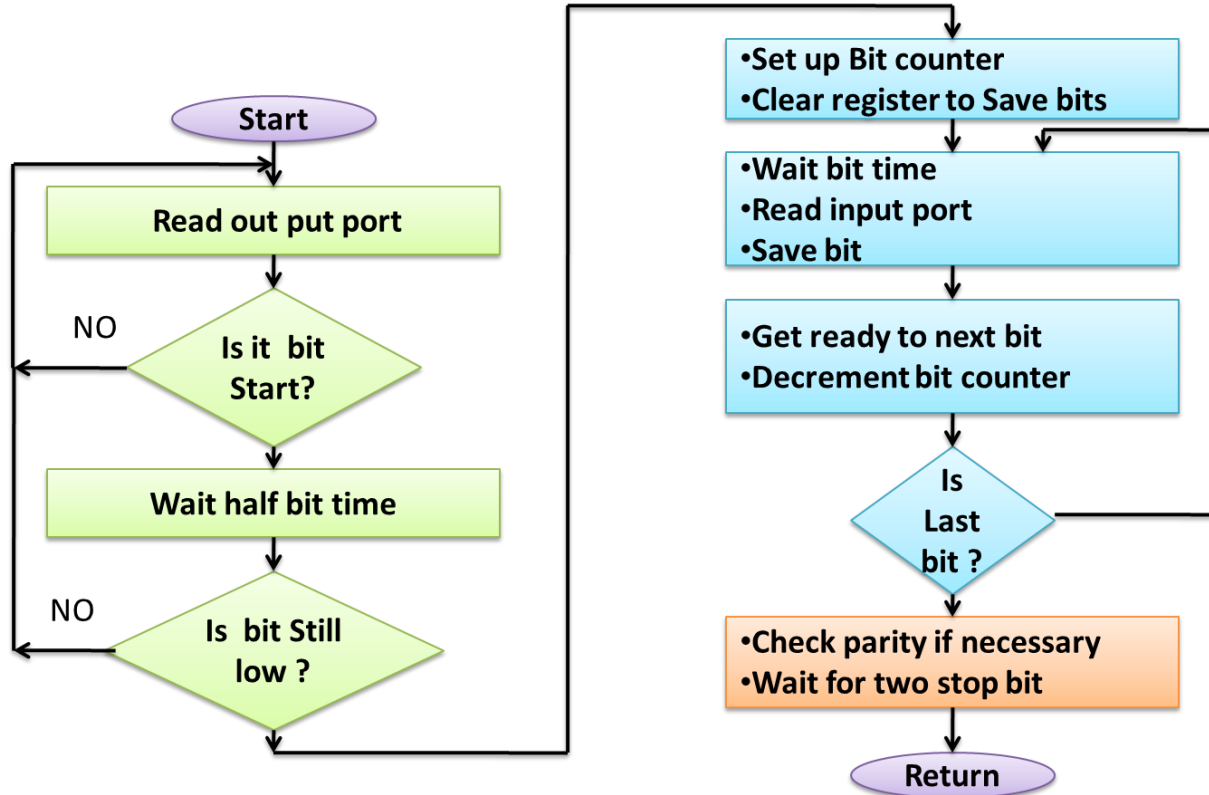 Start
Read out put port
NO
Is it bit
Start?
Wait half bit time
NO
Is bit Still
low ?
•Set up Bit counter
•Clear register to Save bits
•Wait bit time
•Read input port
•Save bit
•Get ready to next bit
•Decrement bit counter
Is
Last
bit ?
•Check parity if necessary
•Wait for two stop bit
Return